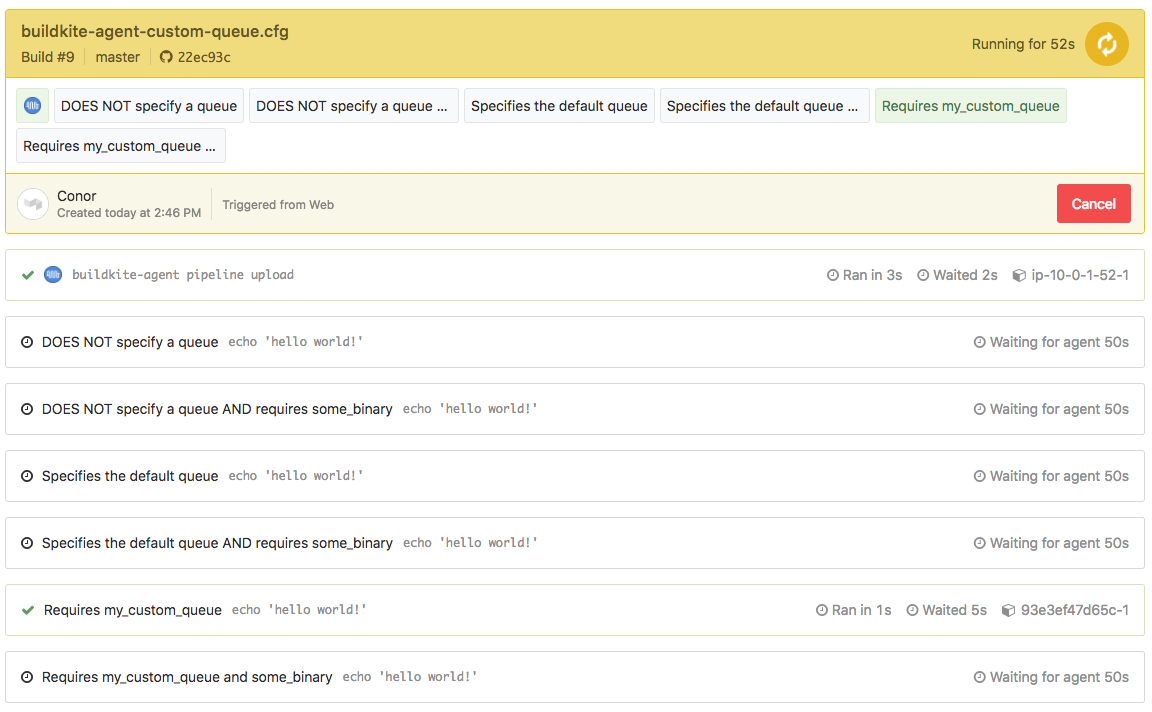 buildkite-agent-custom-queue.cfg
Build #9 master 22ec93c
Running for 52s
DOES NOT specify a queue DOES NOT specify a queue ... Specifies the default queue Specifies the default queue ... Requires my_custom_queue
Requires my_custom_queue ...
Conor
Created today at 2:46 PM
Triggered from Web
Cancel
buildkite-agent pipeline upload Ran in 3s Waited 2s ip-10-0-1-52-1
DOES NOT specify a queue echo 'hello world!' Waiting for agent 50s
DOES NOT specify a queue AND requires some_binary echo 'hello world!' Waiting for agent 50s
Specifies the default queue echo 'hello world!' Waiting for agent 50s
Specifies the default queue AND requires some_binary echo 'hello world!' Waiting for agent 50s
Requires my_custom_queue echo 'hello world!' Ran in 1s Waited 5s 93e3ef47d65c-1
Requires my_custom_queue and some_binary echo 'hello world!' Waiting for agent 50s